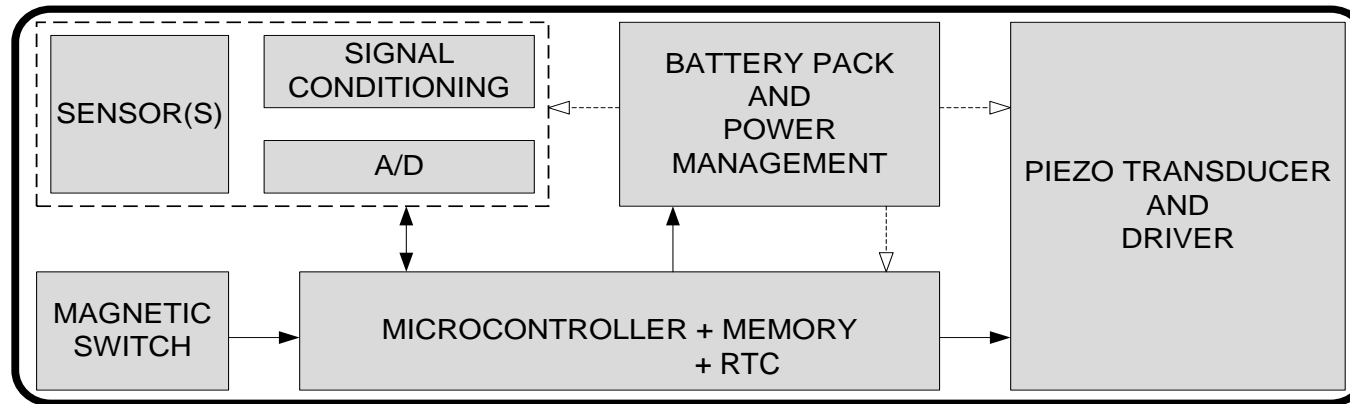 SENSOR(S)
SIGNAL
CONDITIONING
A/D
BATTERY PACK
AND
POWER
MANAGEMENT
PIEZO TRANSDUCER
AND
DRIVER
MAGNETIC
SWITCH
MICROCONTROLLER + MEMORY
+ RTC